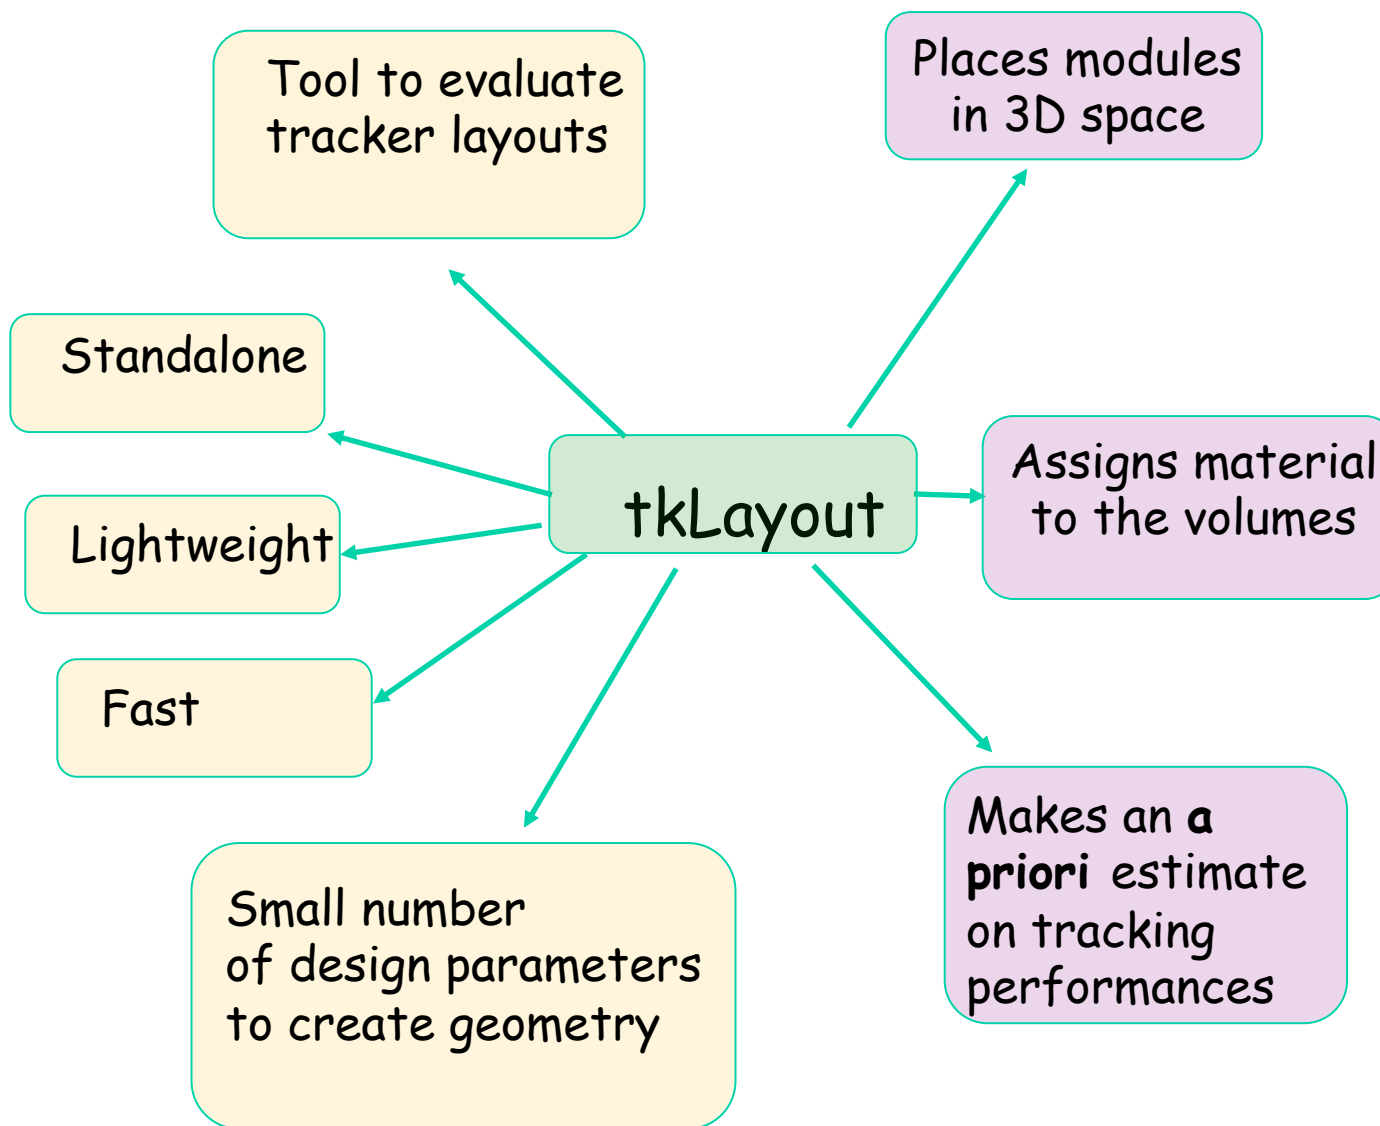 Tool to evaluate
tracker layouts
Places modules
in 3D space
Standalone
Assigns material
to the volumes
tkLayout
Lightweight
Fast
Makes an a
priori estimate
on tracking
performances
Small number
of design parameters
to create geometry